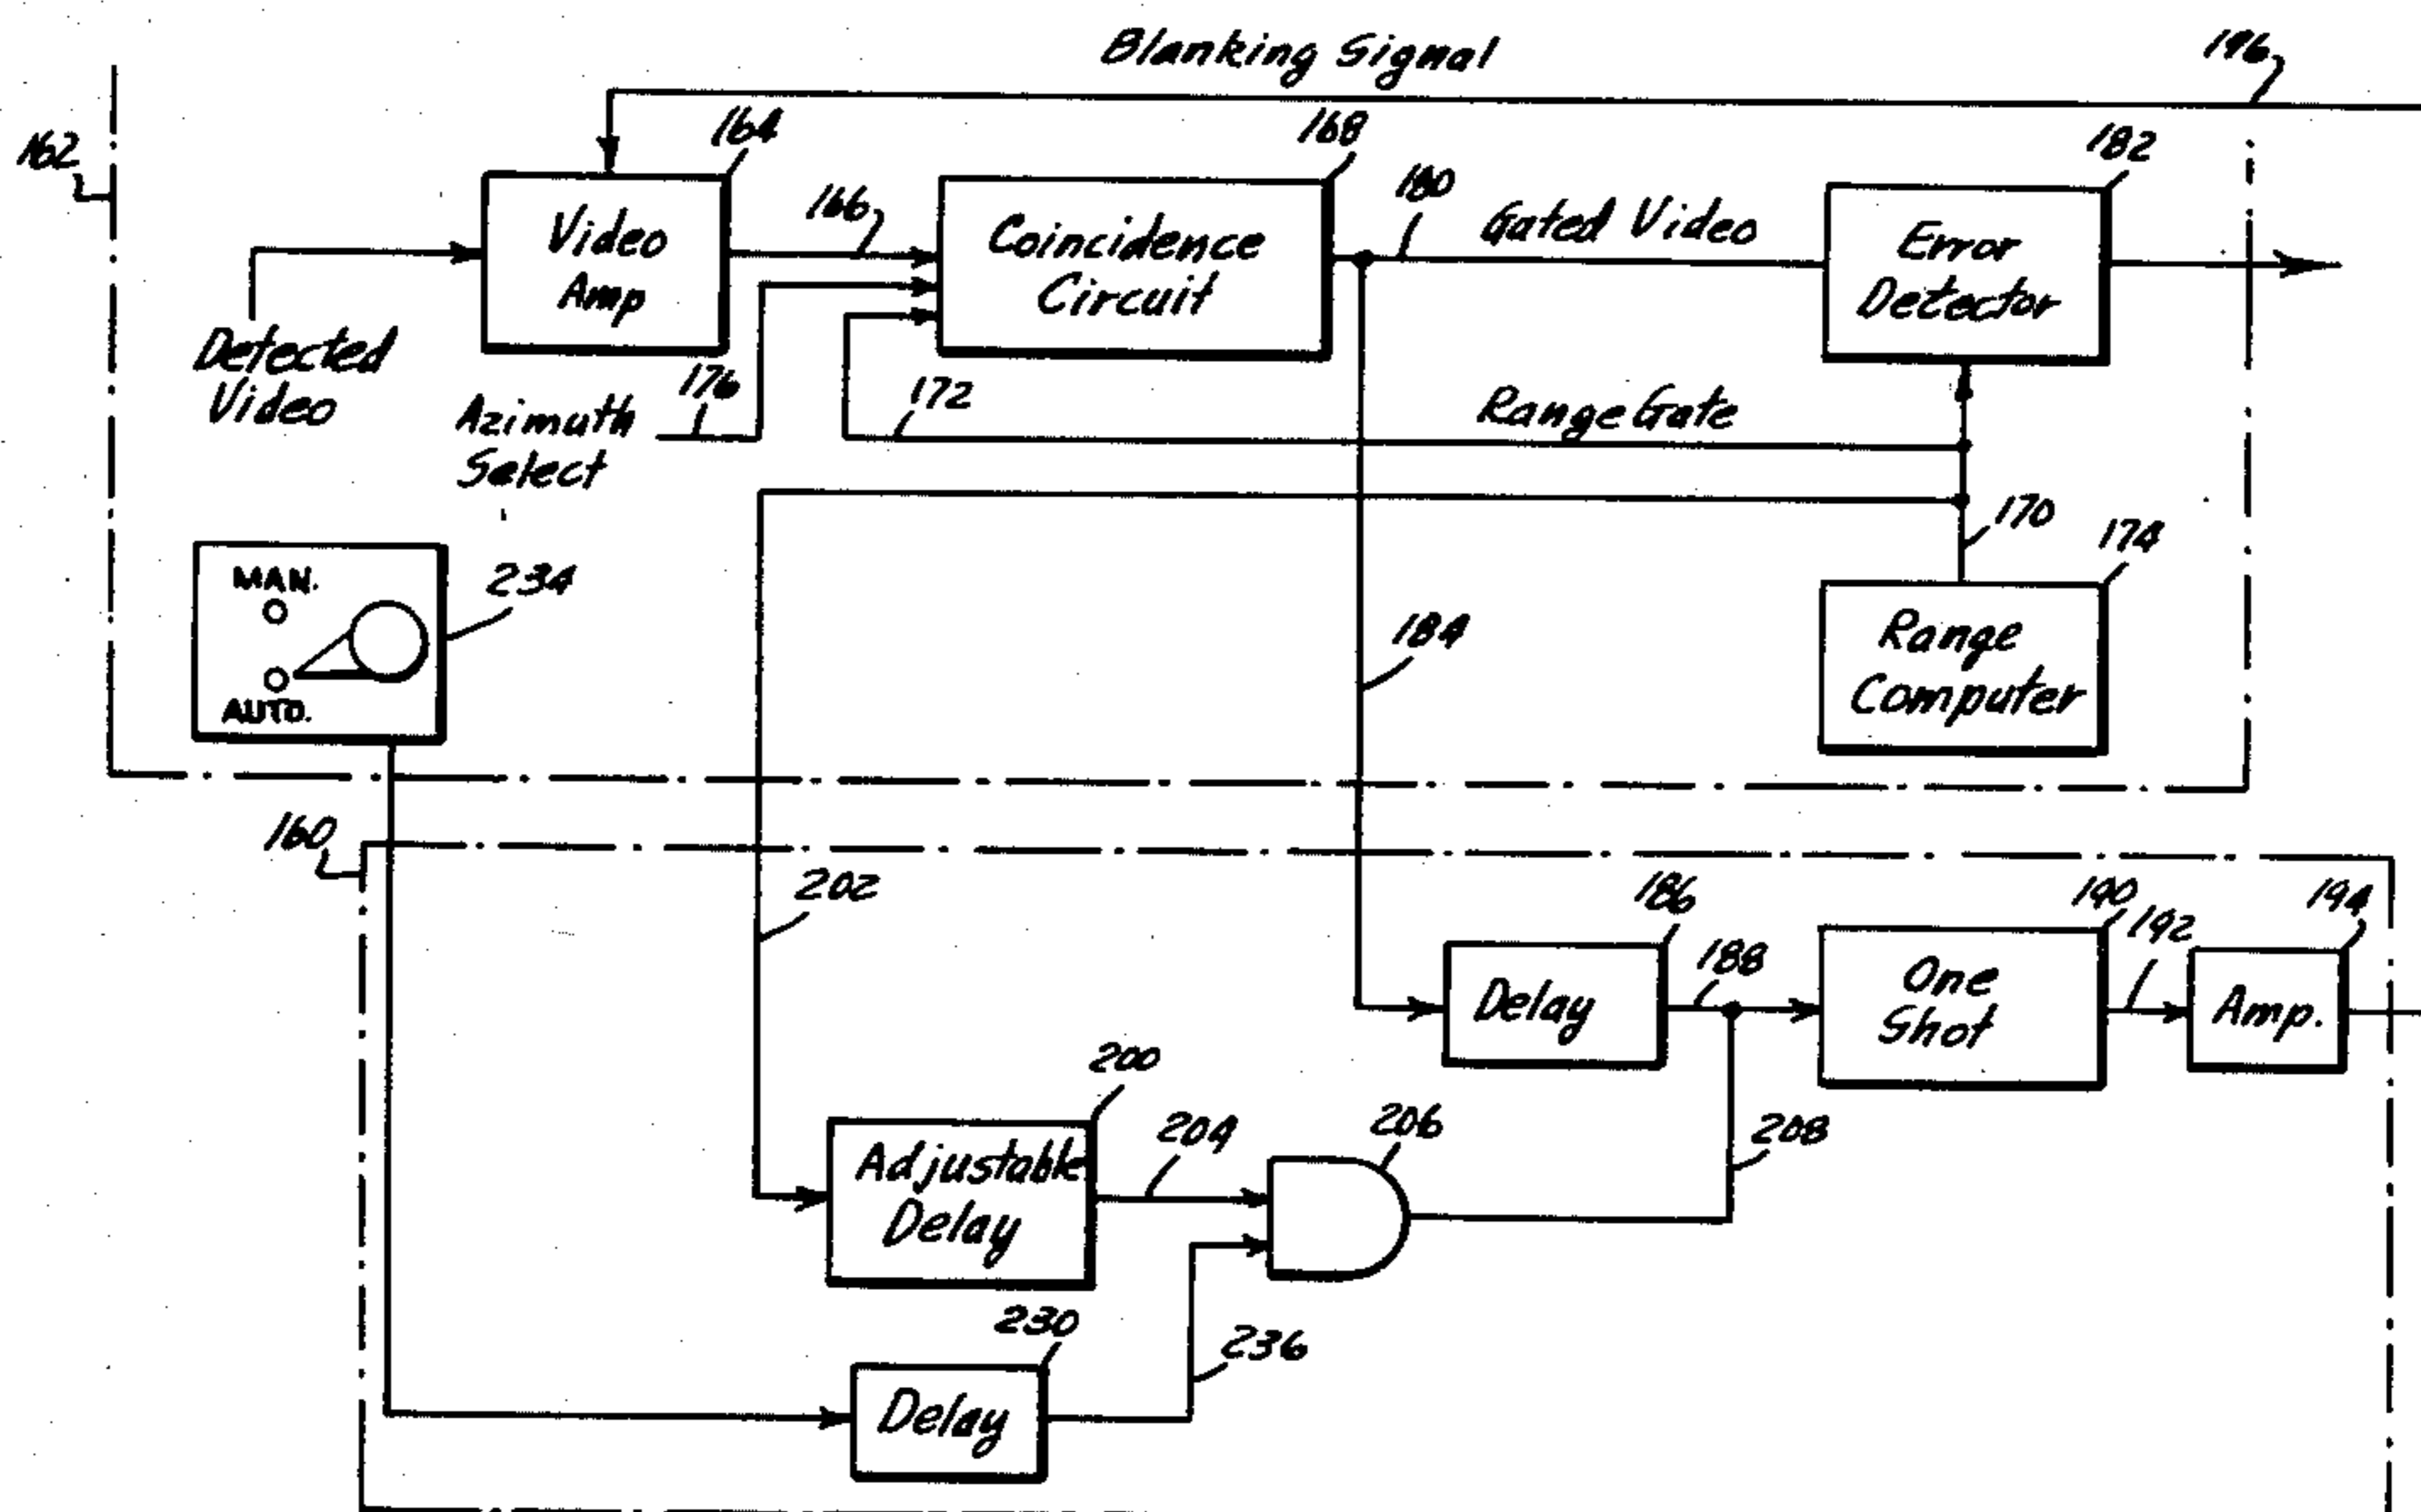 Blanking Signal
196
162
164
168
182
166
180
Gated Video
Video
Amp
Coincidence
Circuit
Error
Detector
Detected
Video
176
172
Azimuth
Select
Range Gate
170
174
MAN.
234
AUTO.
184
Range
Computer
160
202
186
190
192
194
188
Delay
One
Shot
Amp.
200
204
206
208
Adjustable
Delay
230
236
Delay